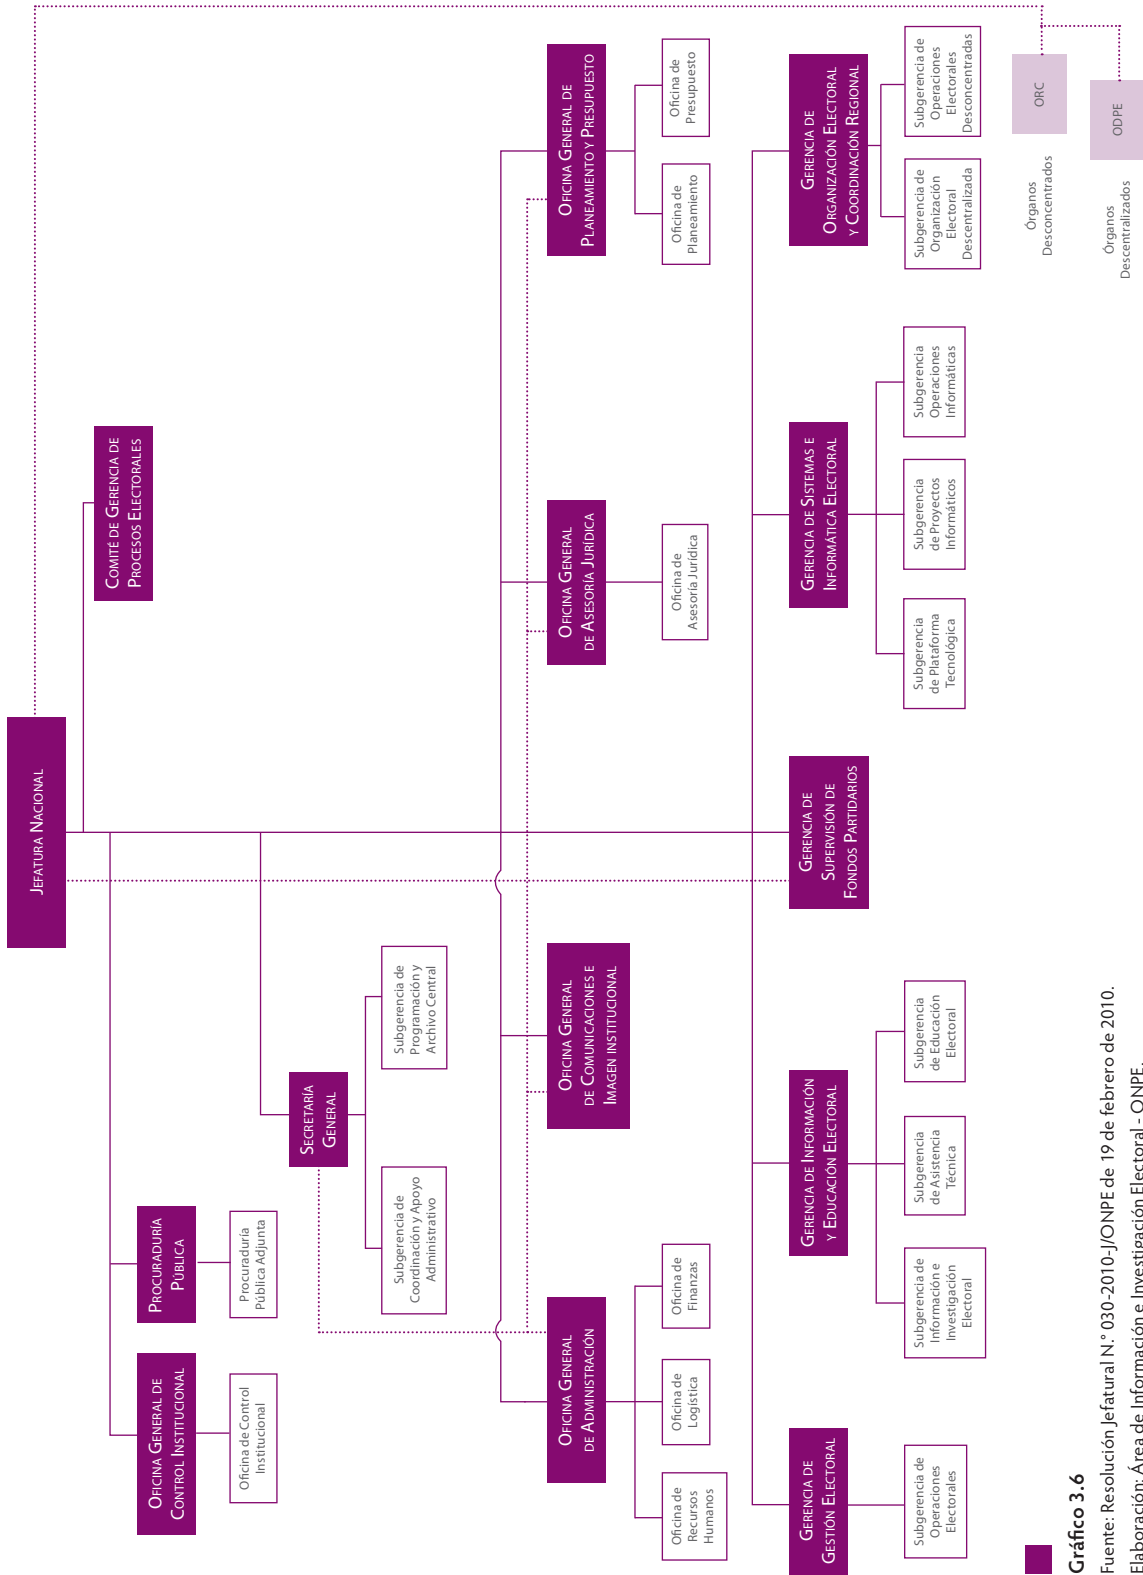 JEFATURA NACIONAL
COMITÉ DE GERENCIA DE
PROCESOS ELECTORALES
OFICINA GENERAL DE
CONTROL INSTITUCIONAL
Oficina de Control
Institucional
PROCURADURÍA
PÚBLICA
Procuraduría
Pública Adjunta
SECRETARÍA
GENERAL
Subgerencia de
Coordinación y Apoyo
Administrativo
Subgerencia de
Programación y
Archivo Central
OFICINA GENERAL
DE ADMINISTRACIÓN
Oficina de
Recursos
Humanos
Oficina de
Logística
Oficina de
Finanzas
OFICINA GENERAL
DE COMUNICACIONES E
IMAGEN INSTITUCIONAL
OFICINA GENERAL
DE ASESORÍA JURÍDICA
Oficina de
Asesoría Jurídica
OFICINA GENERAL DE
PLANEAMIENTO Y PRESUPUESTO
Oficina de
Planeamiento
Oficina de
Presupuesto
GERENCIA DE
GESTIÓN ELECTORAL
Subgerencia de
Operaciones
Electorales
GERENCIA DE INFORMACIÓN
Y EDUCACIÓN ELECTORAL
Subgerencia de
Información e
Investigación
Electoral
Subgerencia
de Asistencia
Técnica
Subgerencia
de Educación
Electoral
GERENCIA DE
SUPERVISIÓN DE
FONDOS PARTIDARIOS
GERENCIA DE SISTEMAS E
INFORMÁTICA ELECTORAL
Subgerencia
de Plataforma
Tecnológica
Subgerencia
de Proyectos
Informáticos
Subgerencia
Operaciones
Informáticas
GERENCIA DE
ORGANIZACIÓN ELECTORAL
Y COORDINACIÓN REGIONAL
Subgerencia de
Organización
Electoral
Descentralizada
Subgerencia de
Operaciones
Electorales
Desconcentradas
Órganos
Desconcentrados
ORC
Órganos
Descentralizados
ODPE
Gráfico 3.6
Fuente: Resolución Jefatural N.° 030-2010-J/ONPE de 19 de febrero de 2010.
Elaboración: Área de Información e Investigación Electoral - ONPE.